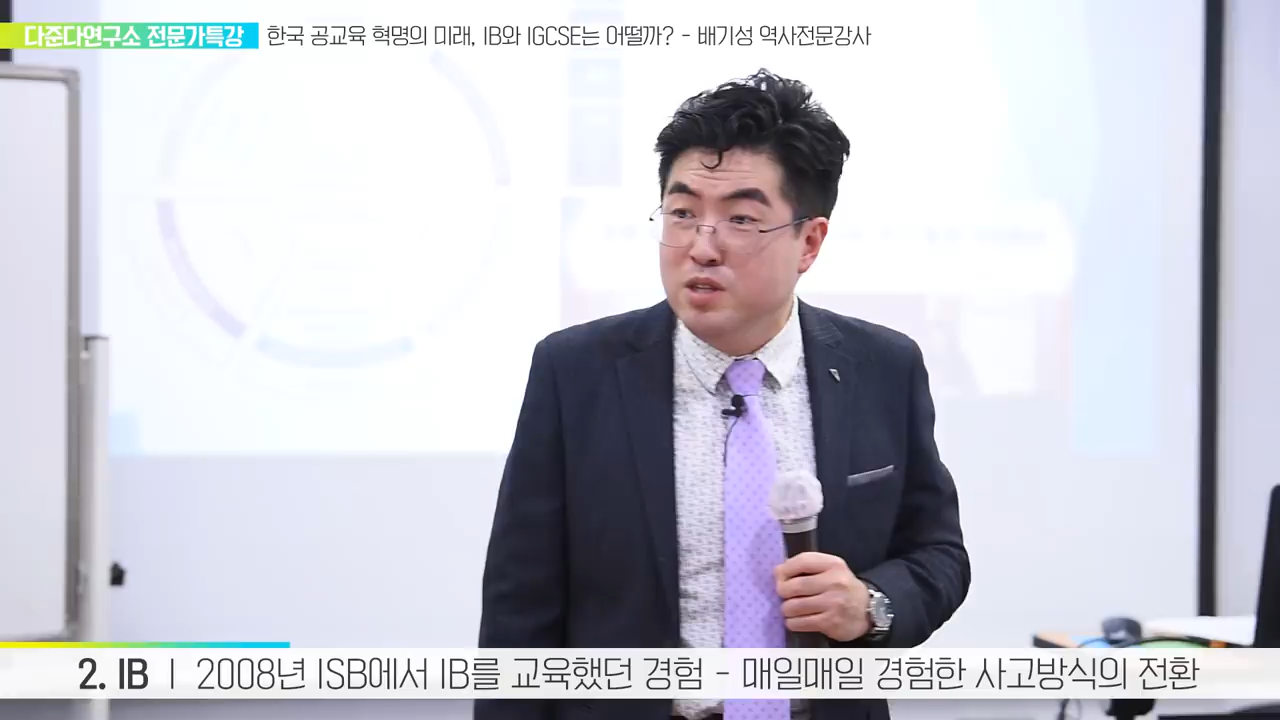 다준다연구소 전문가특강 한국 공교육 혁명의 미래, IB와 IGCSE는 어떨까? - 배기성 역사전문강사
2. IB | 2008년 ISB에서 IB를 교육했던 경험 - 매일매일 경험한 사고방식의 전환